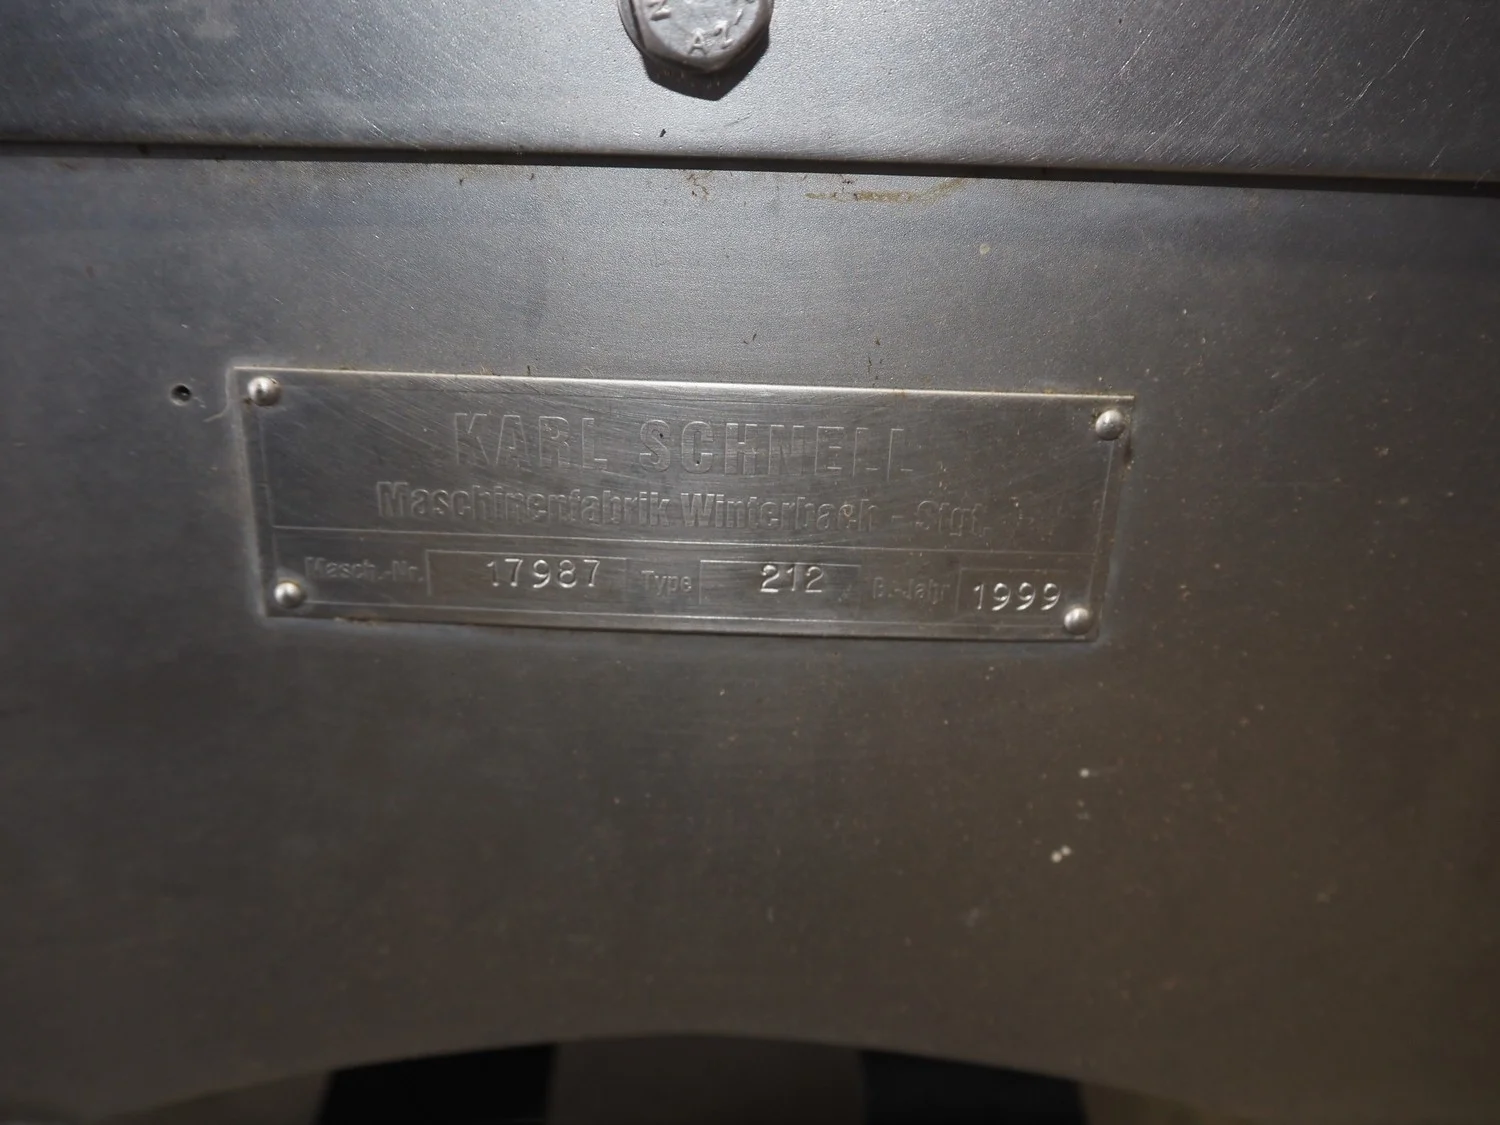 KARL SCHNELL
Maschinenfabrik Winterbach - Stgt.
Masch.-Nr. 17987 Type 212 B.-Jahr 1999